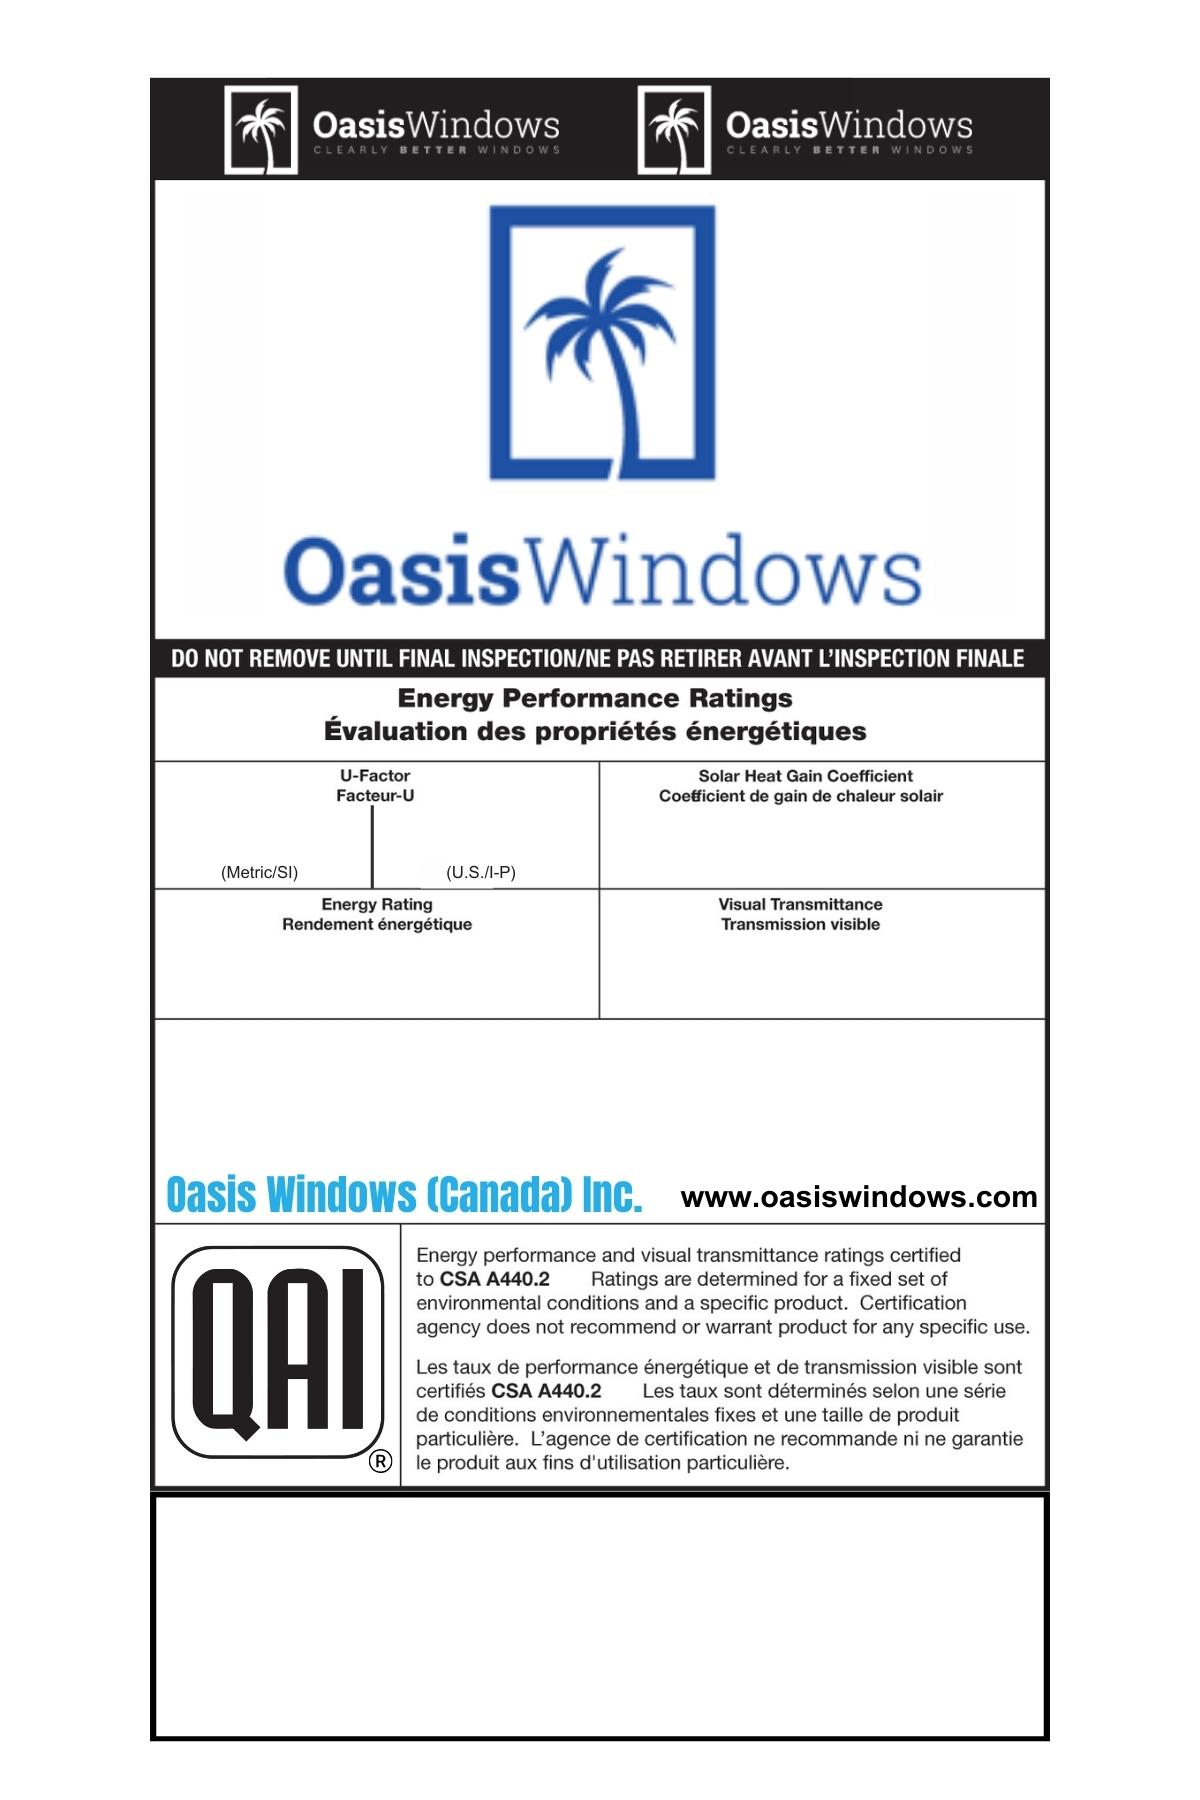 OasisWindows
CLEARLY BETTER WINDOWS
OasisWindows
CLEARLY BETTER WINDOWS
OasisWindows
DO NOT REMOVE UNTIL FINAL INSPECTION/NE PAS RETIRER AVANT L'INSPECTION FINALE
Energy Performance Ratings
Évaluation des propriétés énergétiques
U-Factor
Facteur-U
(Metric/SI)
(U.S./I-P)
Solar Heat Gain Coefficient
Coefficient de gain de chaleur solair
Energy Rating
Rendement énergétique
Visual Transmittance
Transmission visible
Oasis Windows (Canada) Inc.
www.oasiswindows.com
QAI
®
Energy performance and visual transmittance ratings certified
to CSA A440.2 Ratings are determined for a fixed set of
environmental conditions and a specific product. Certification
agency does not recommend or warrant product for any specific use.
Les taux de performance énergétique et de transmission visible sont
certifiés CSA A440.2 Les taux sont déterminés selon une série
de conditions environnementales fixes et une taille de produit
particulière. L'agence de certification ne recommande ni ne garantie
le produit aux fins d'utilisation particulière.